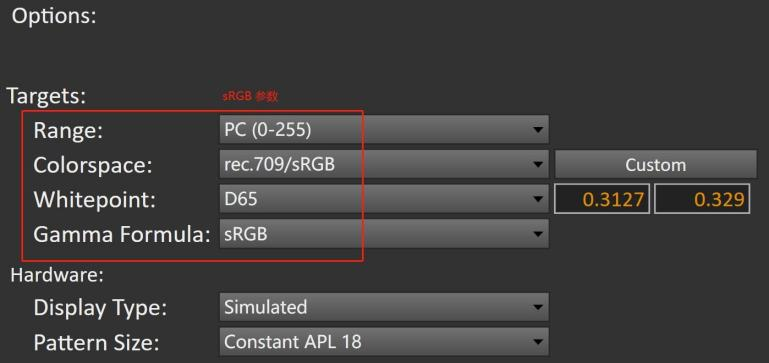 Options:
Targets:
sRGB 参数
Range: PC (0-255)
Colorspace: rec.709/sRGB Custom
Whitepoint: D65 0.3127 0.329
Gamma Formula: sRGB
Hardware:
Display Type: Simulated
Pattern Size: Constant APL 18